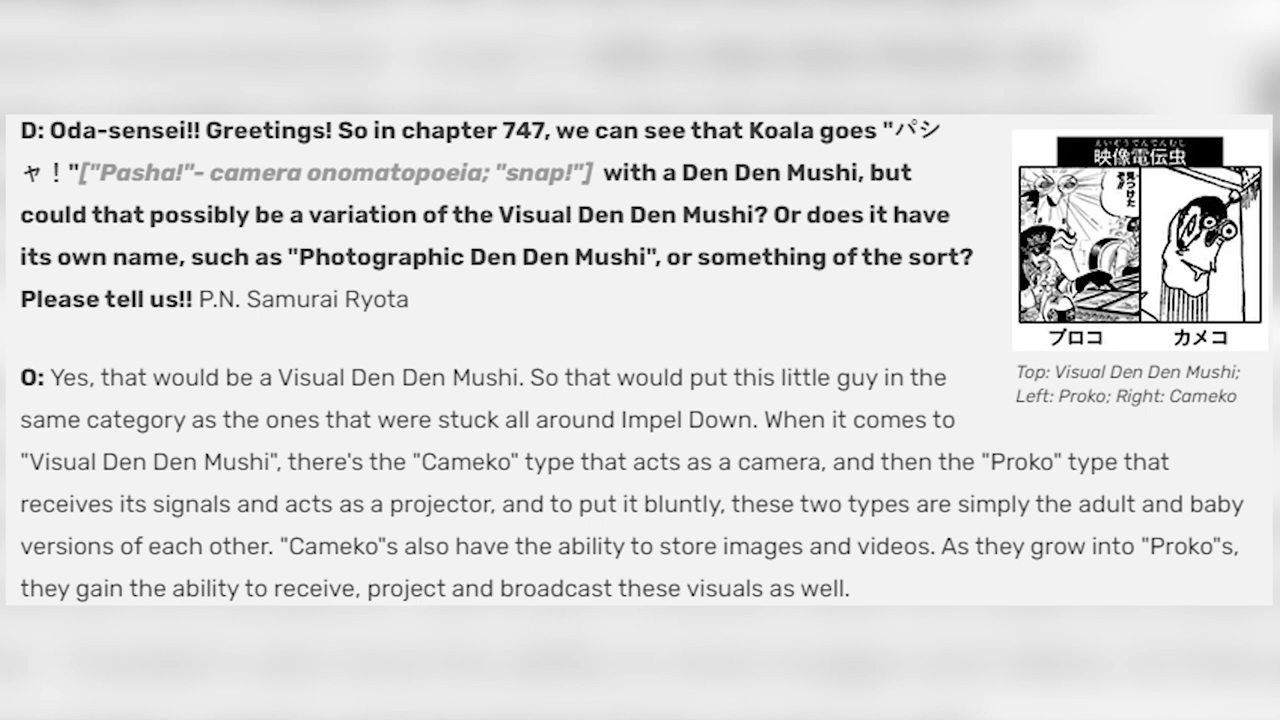 D: Oda-sensei!! Greetings! So in chapter 747, we can see that Koala goes "パシ
ャ！"["Pasha!"- camera onomatopoeia; "snap!"] with a Den Den Mushi, but
could that possibly be a variation of the Visual Den Den Mushi? Or does it have
its own name, such as "Photographic Den Den Mushi", or something of the sort?
Please tell us!! P.N. Samurai Ryota
えいぞうでんでんむし
映像電伝虫
見つけたぞ!!
プロコ カメコ
Top: Visual Den Den Mushi;
Left: Proko; Right: Cameko
O: Yes, that would be a Visual Den Den Mushi. So that would put this little guy in the
same category as the ones that were stuck all around Impel Down. When it comes to
"Visual Den Den Mushi", there's the "Cameko" type that acts as a camera, and then the "Proko" type that
receives its signals and acts as a projector, and to put it bluntly, these two types are simply the adult and baby
versions of each other. "Cameko"s also have the ability to store images and videos. As they grow into "Proko"s,
they gain the ability to receive, project and broadcast these visuals as well.